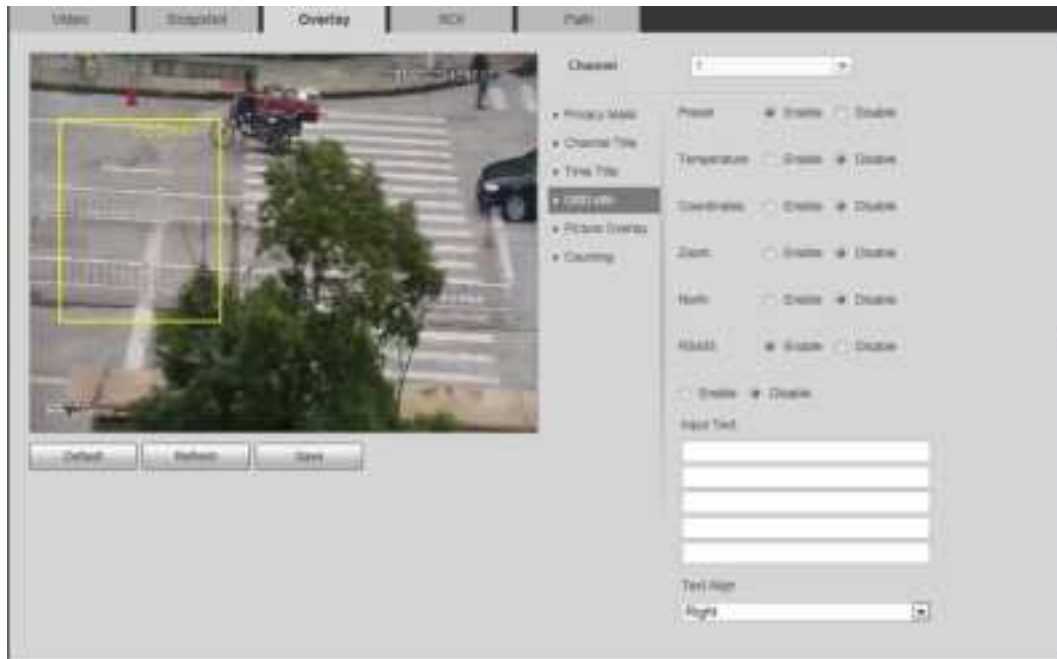 Video
Snapshot
Overlay
ROI
Path
Channel
1
Privacy Mask
Channel Title
Time Title
OSD Info
Picture Overlay
Counting
Preset Enable Disable
Temperature Enable Disable
Coordinates Enable Disable
Zoom Enable Disable
North Enable Disable
RS485 Enable Disable
Enable Disable
Input Text
Text Align
Right
Default
Refresh
Save